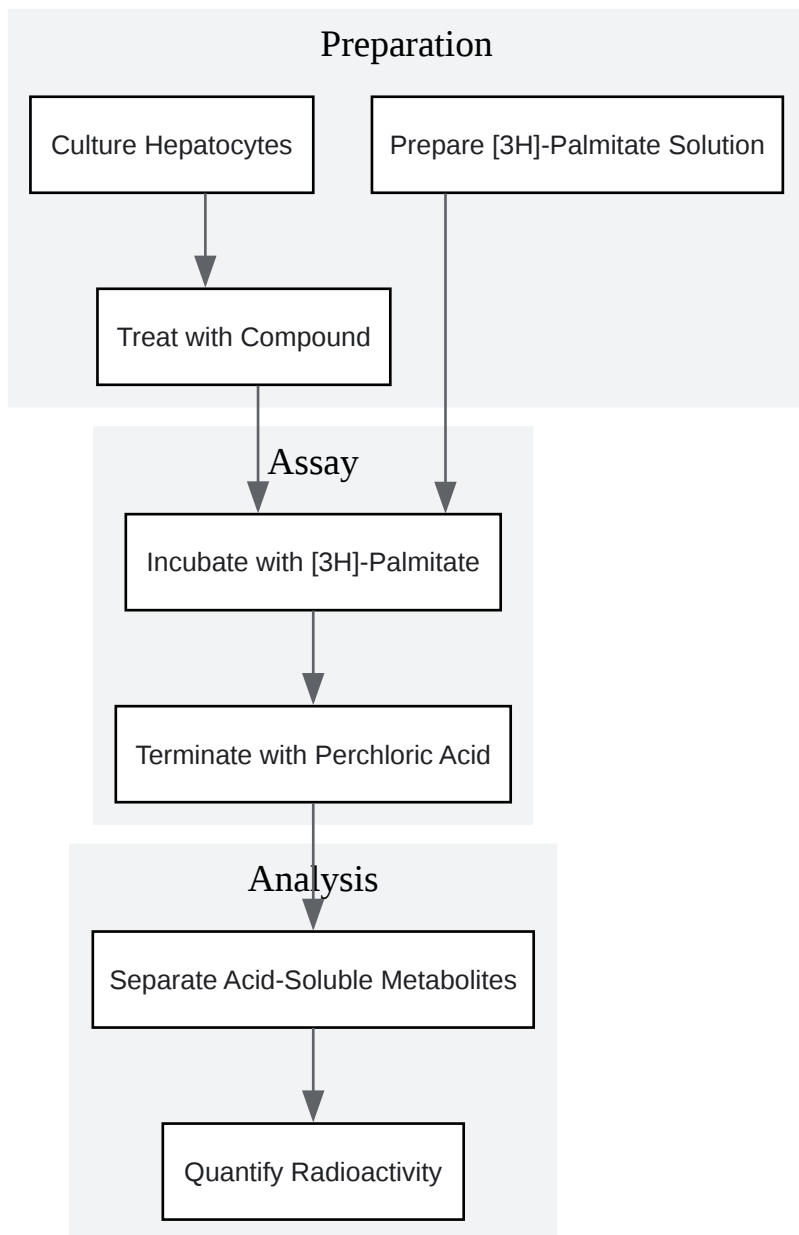 Preparation
Culture Hepatocytes
Prepare [3H]-Palmitate Solution
Treat with Compound
Assay
Incubate with [3H]-Palmitate
Terminate with Perchloric Acid
Analysis
Separate Acid-Soluble Metabolites
Quantify Radioactivity